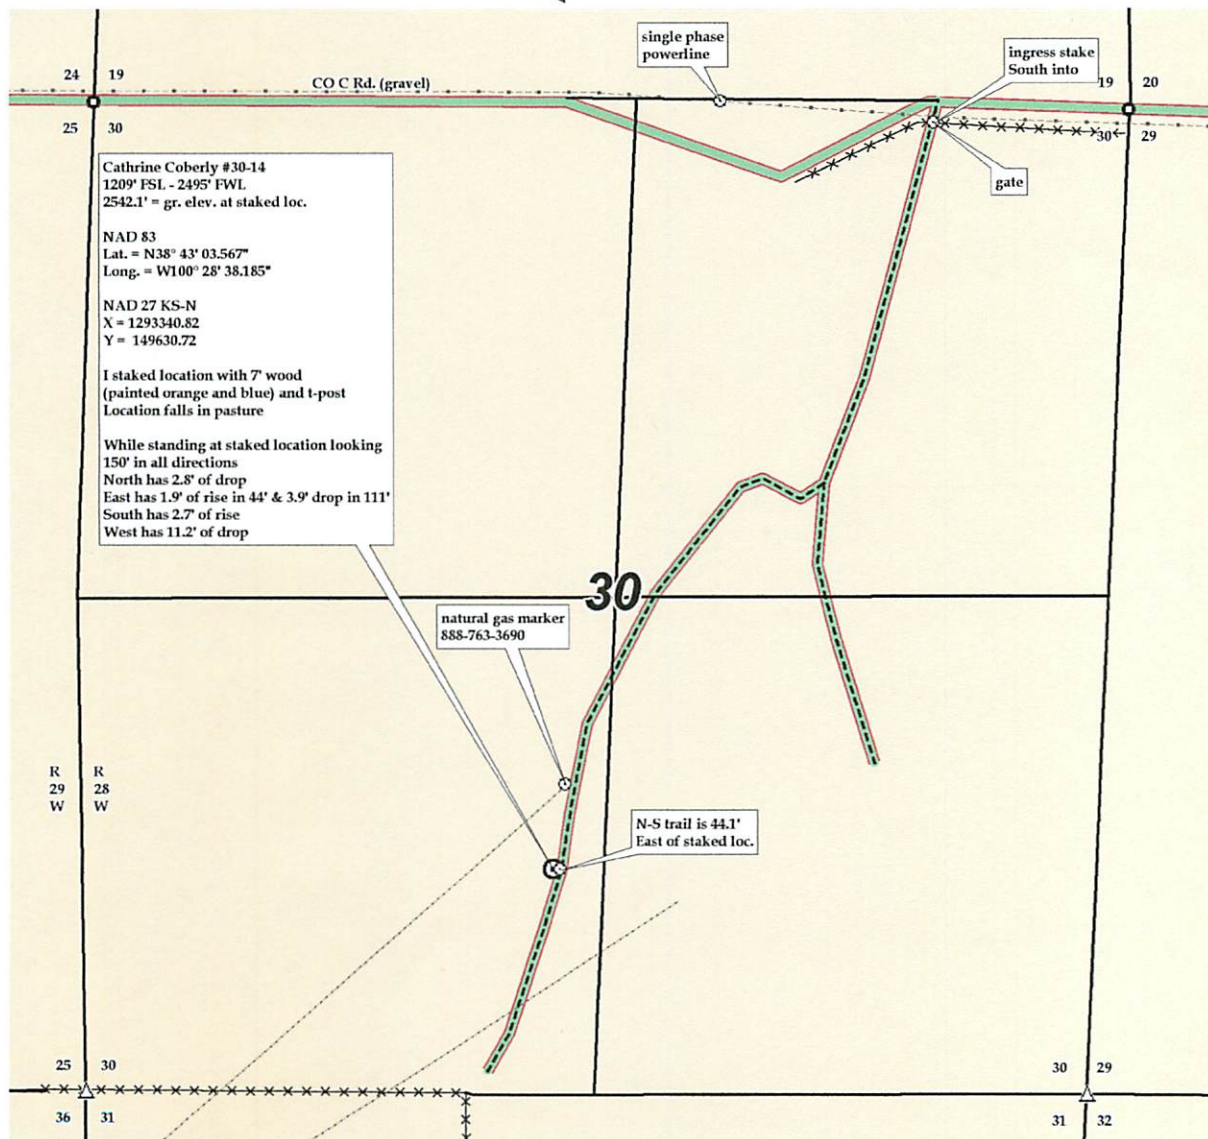 single phase
powerline
ingress stake
South into
24 19
CO C Rd. (gravel)
19 20
25 30
30 29
gate
Cathrine Coberly #30-14
1209' FSL - 2495' FWL
2542.1' = gr. elev. at staked loc.
NAD 83
Lat. = N38° 43' 03.567"
Long. = W100° 28' 38.185"
NAD 27 KS-N
X = 1293340.82
Y = 149630.72
I staked location with 7' wood
(painted orange and blue) and t-post
Location falls in pasture
While standing at staked location looking
150' in all directions
North has 2.8' of drop
East has 1.9' of rise in 44' & 3.9' drop in 111'
South has 2.7' of rise
West has 11.2' of drop
30
natural gas marker
888-763-3690
R R
29 28
W W
N-S trail is 44.1'
East of staked loc.
25 30
30 29
36 31
31 32